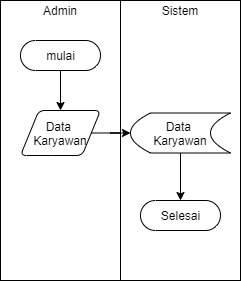 Admin
Sistem
mulai
Data
Karyawan
Data
Karyawan
Selesai